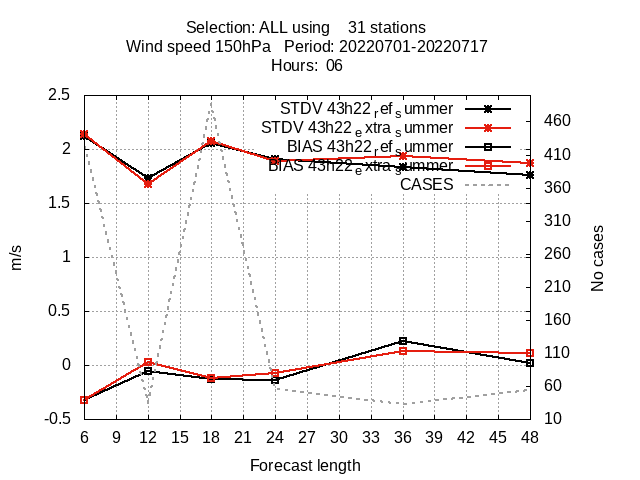 Selection: ALL using    31 stations
Wind speed 150hPa   Period: 20220701-20220717
Hours:  06
2.5
2
1.5
1
0.5
0
-0.5
m/s
STDV 43h22_ref_summer
STDV 43h22_extra_summer
BIAS 43h22_ref_summer
BIAS 43h22_extra_summer
CASES
460
410
360
310
260
210
160
110
60
10
No cases
6 9 12 15 18 21 24 27 30 33 36 39 42 45 48
Forecast length